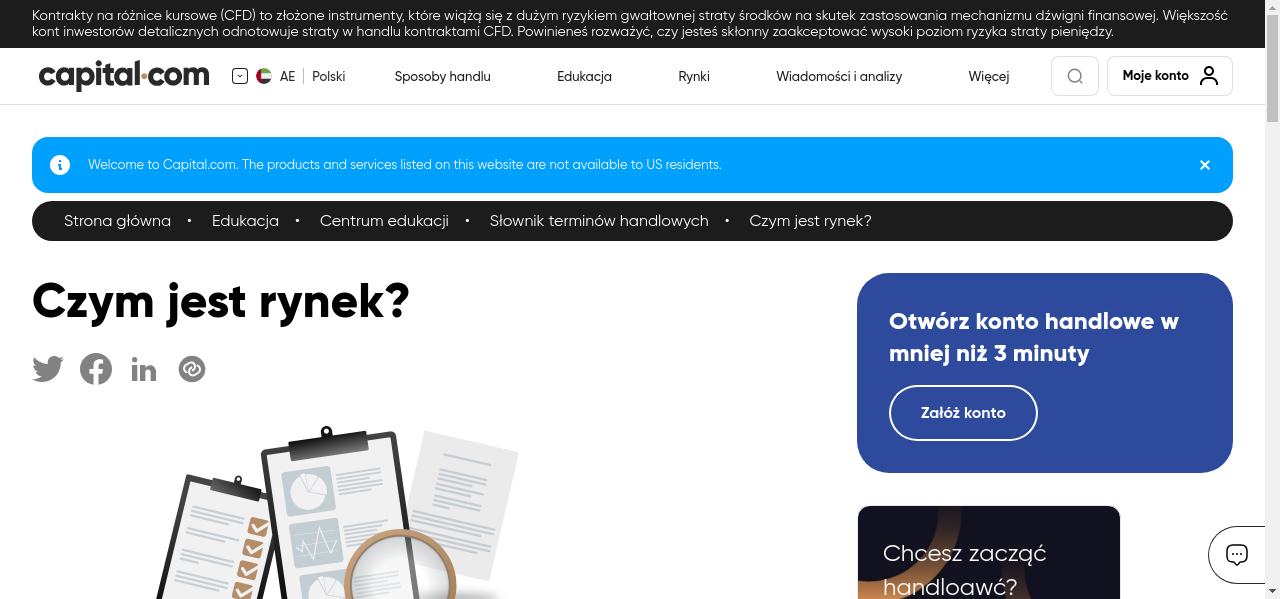 Kontrakty na różnice kursowe (CFD) to złożone instrumenty, które wiążą się z dużym ryzykiem gwałtownej straty środków na skutek zastosowania mechanizmu dźwigni finansowej. Większość
kont inwestorów detalicznych odnotowuje straty w handlu kontraktami CFD. Powinieneś rozważyć, czy jesteś skłonny zaakceptować wysoki poziom ryzyka straty pieniędzy.
capital.com AE Polski Sposoby handlu Edukacja Rynki Wiadomości i analizy Więcej Moje konto
Welcome to Capital.com. The products and services listed on this website are not available to US residents.
Strona główna • Edukacja • Centrum edukacji • Słownik terminów handlowych • Czym jest rynek?
Czym jest rynek?
Otwórz konto handlowe w
mniej niż 3 minuty
Załóż konto
Chcesz zacząć
handloawć?